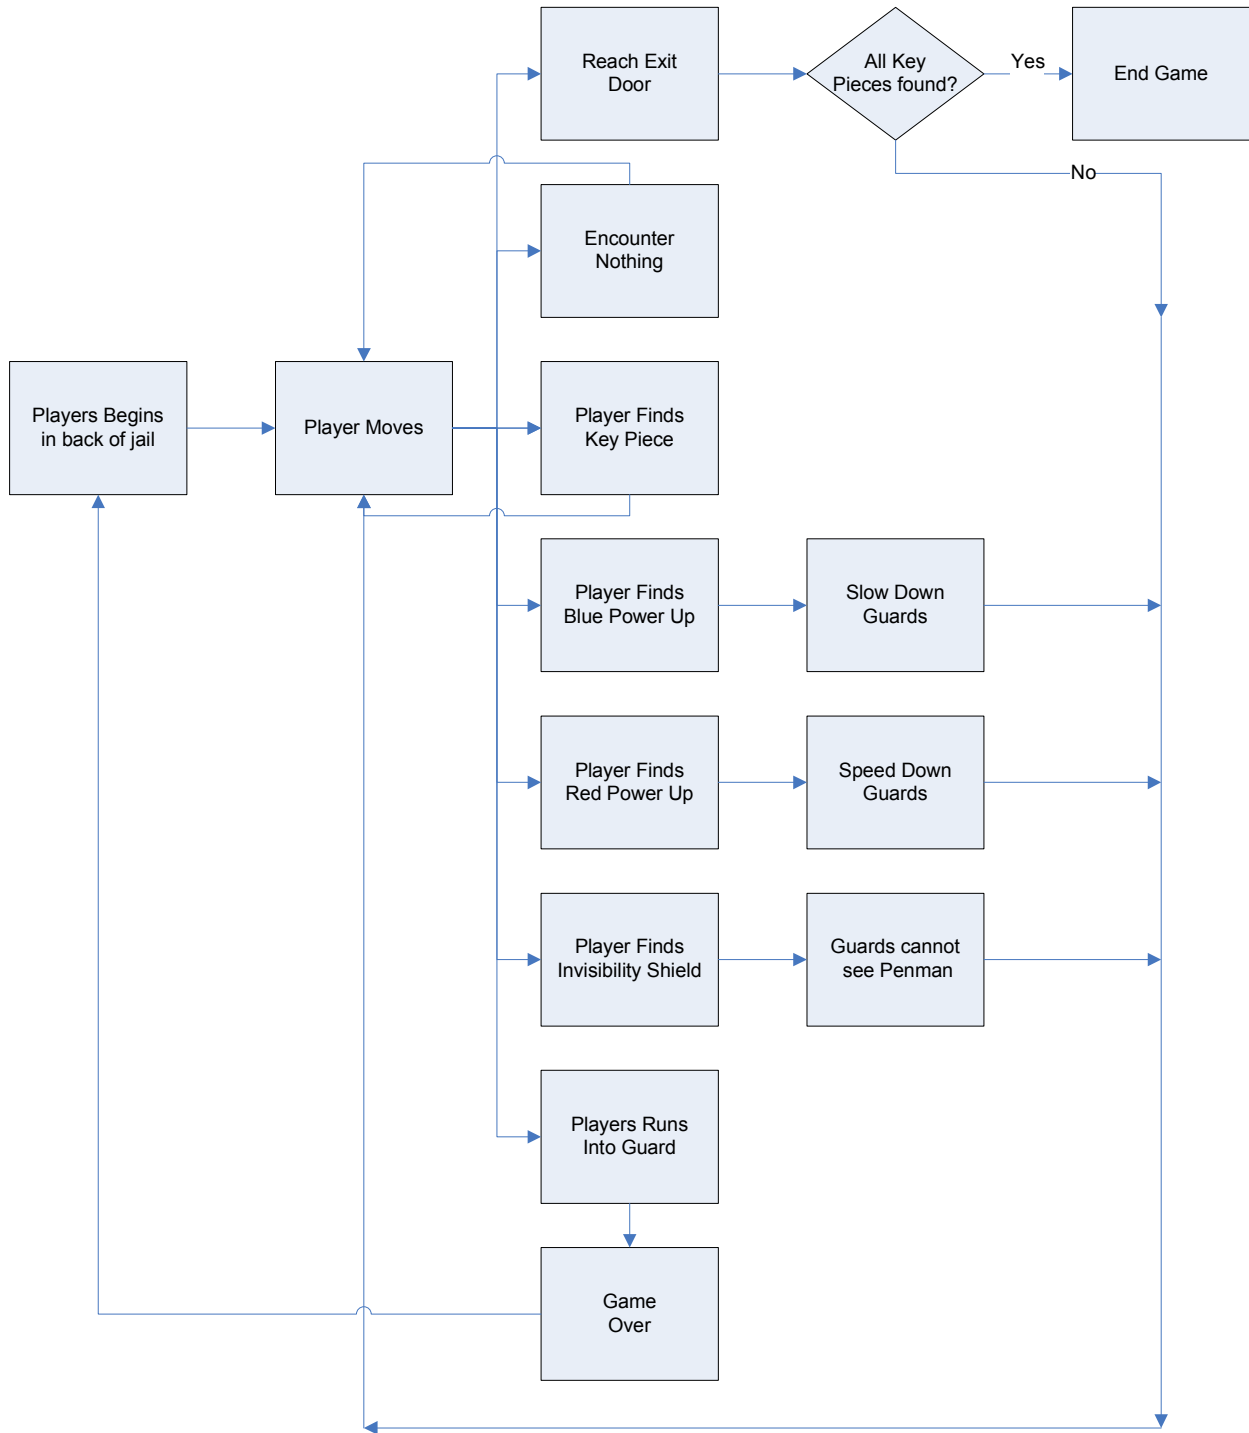 Reach Exit
Door
All Key
Pieces found?
Yes
End Game
No
Encounter
Nothing
Players Begins
in back of jail
Player Moves
Player Finds
Key Piece
Player Finds
Blue Power Up
Slow Down
Guards
Player Finds
Red Power Up
Speed Down
Guards
Player Finds
Invisibility Shield
Guards cannot
see Penman
Players Runs
Into Guard
Game
Over